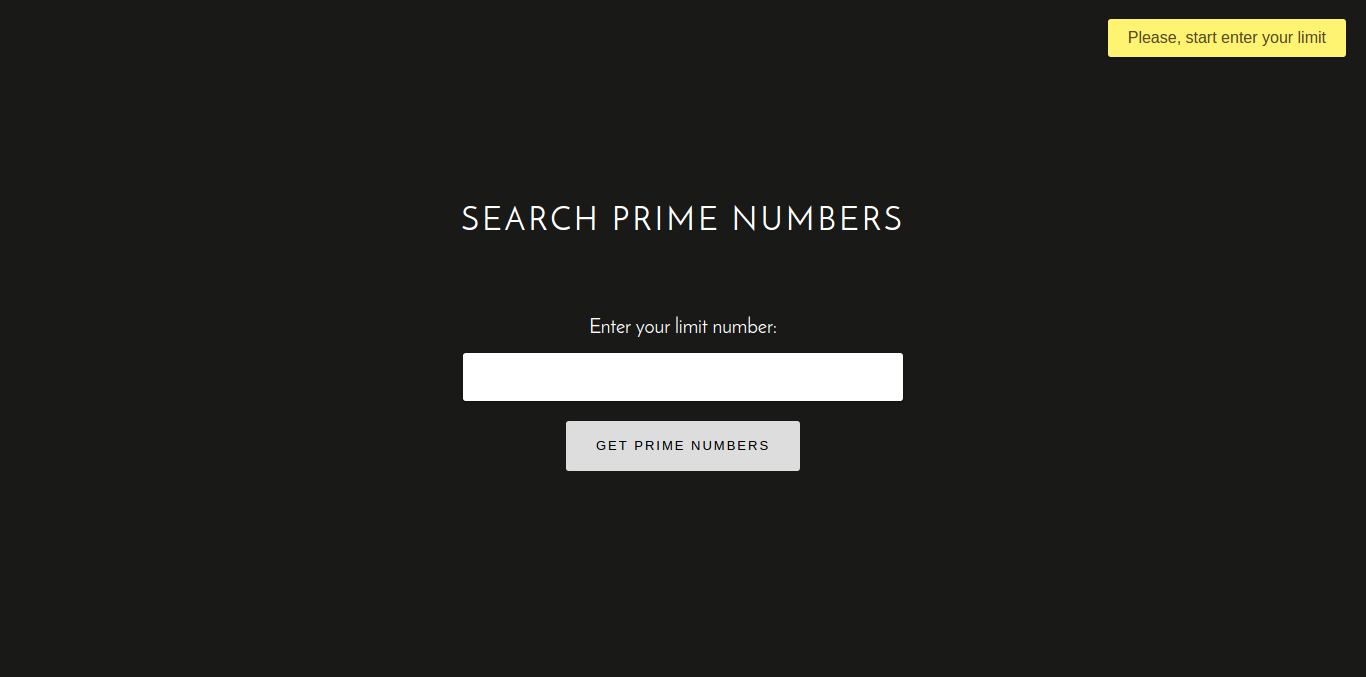 Please, start enter your limit
SEARCH PRIME NUMBERS
Enter your limit number:
GET PRIME NUMBERS